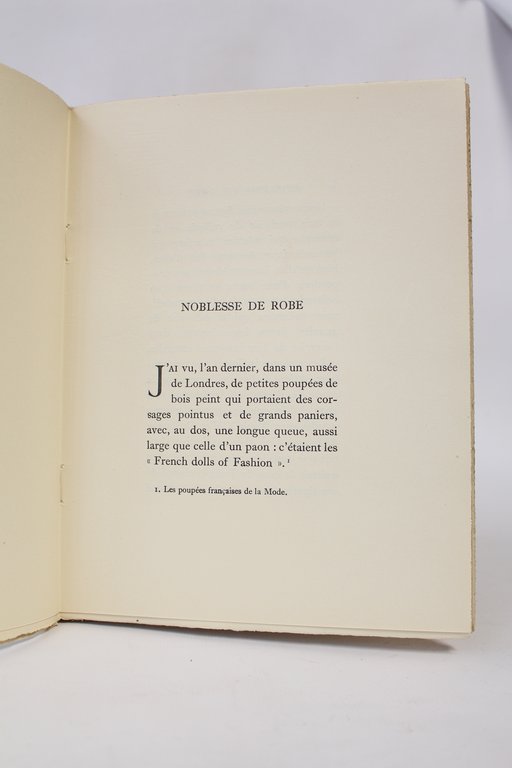 NOBLESSE DE ROBE
J'AI vu, l'an dernier, dans un musée
de Londres, de petites poupées de
bois peint qui portaient des cor-
sages pointus et de grands paniers,
avec, au dos, une longue queue, aussi
large que celle d'un paon : c'étaient les
« French dolls of Fashion ».¹
1. Les poupées françaises de la Mode.